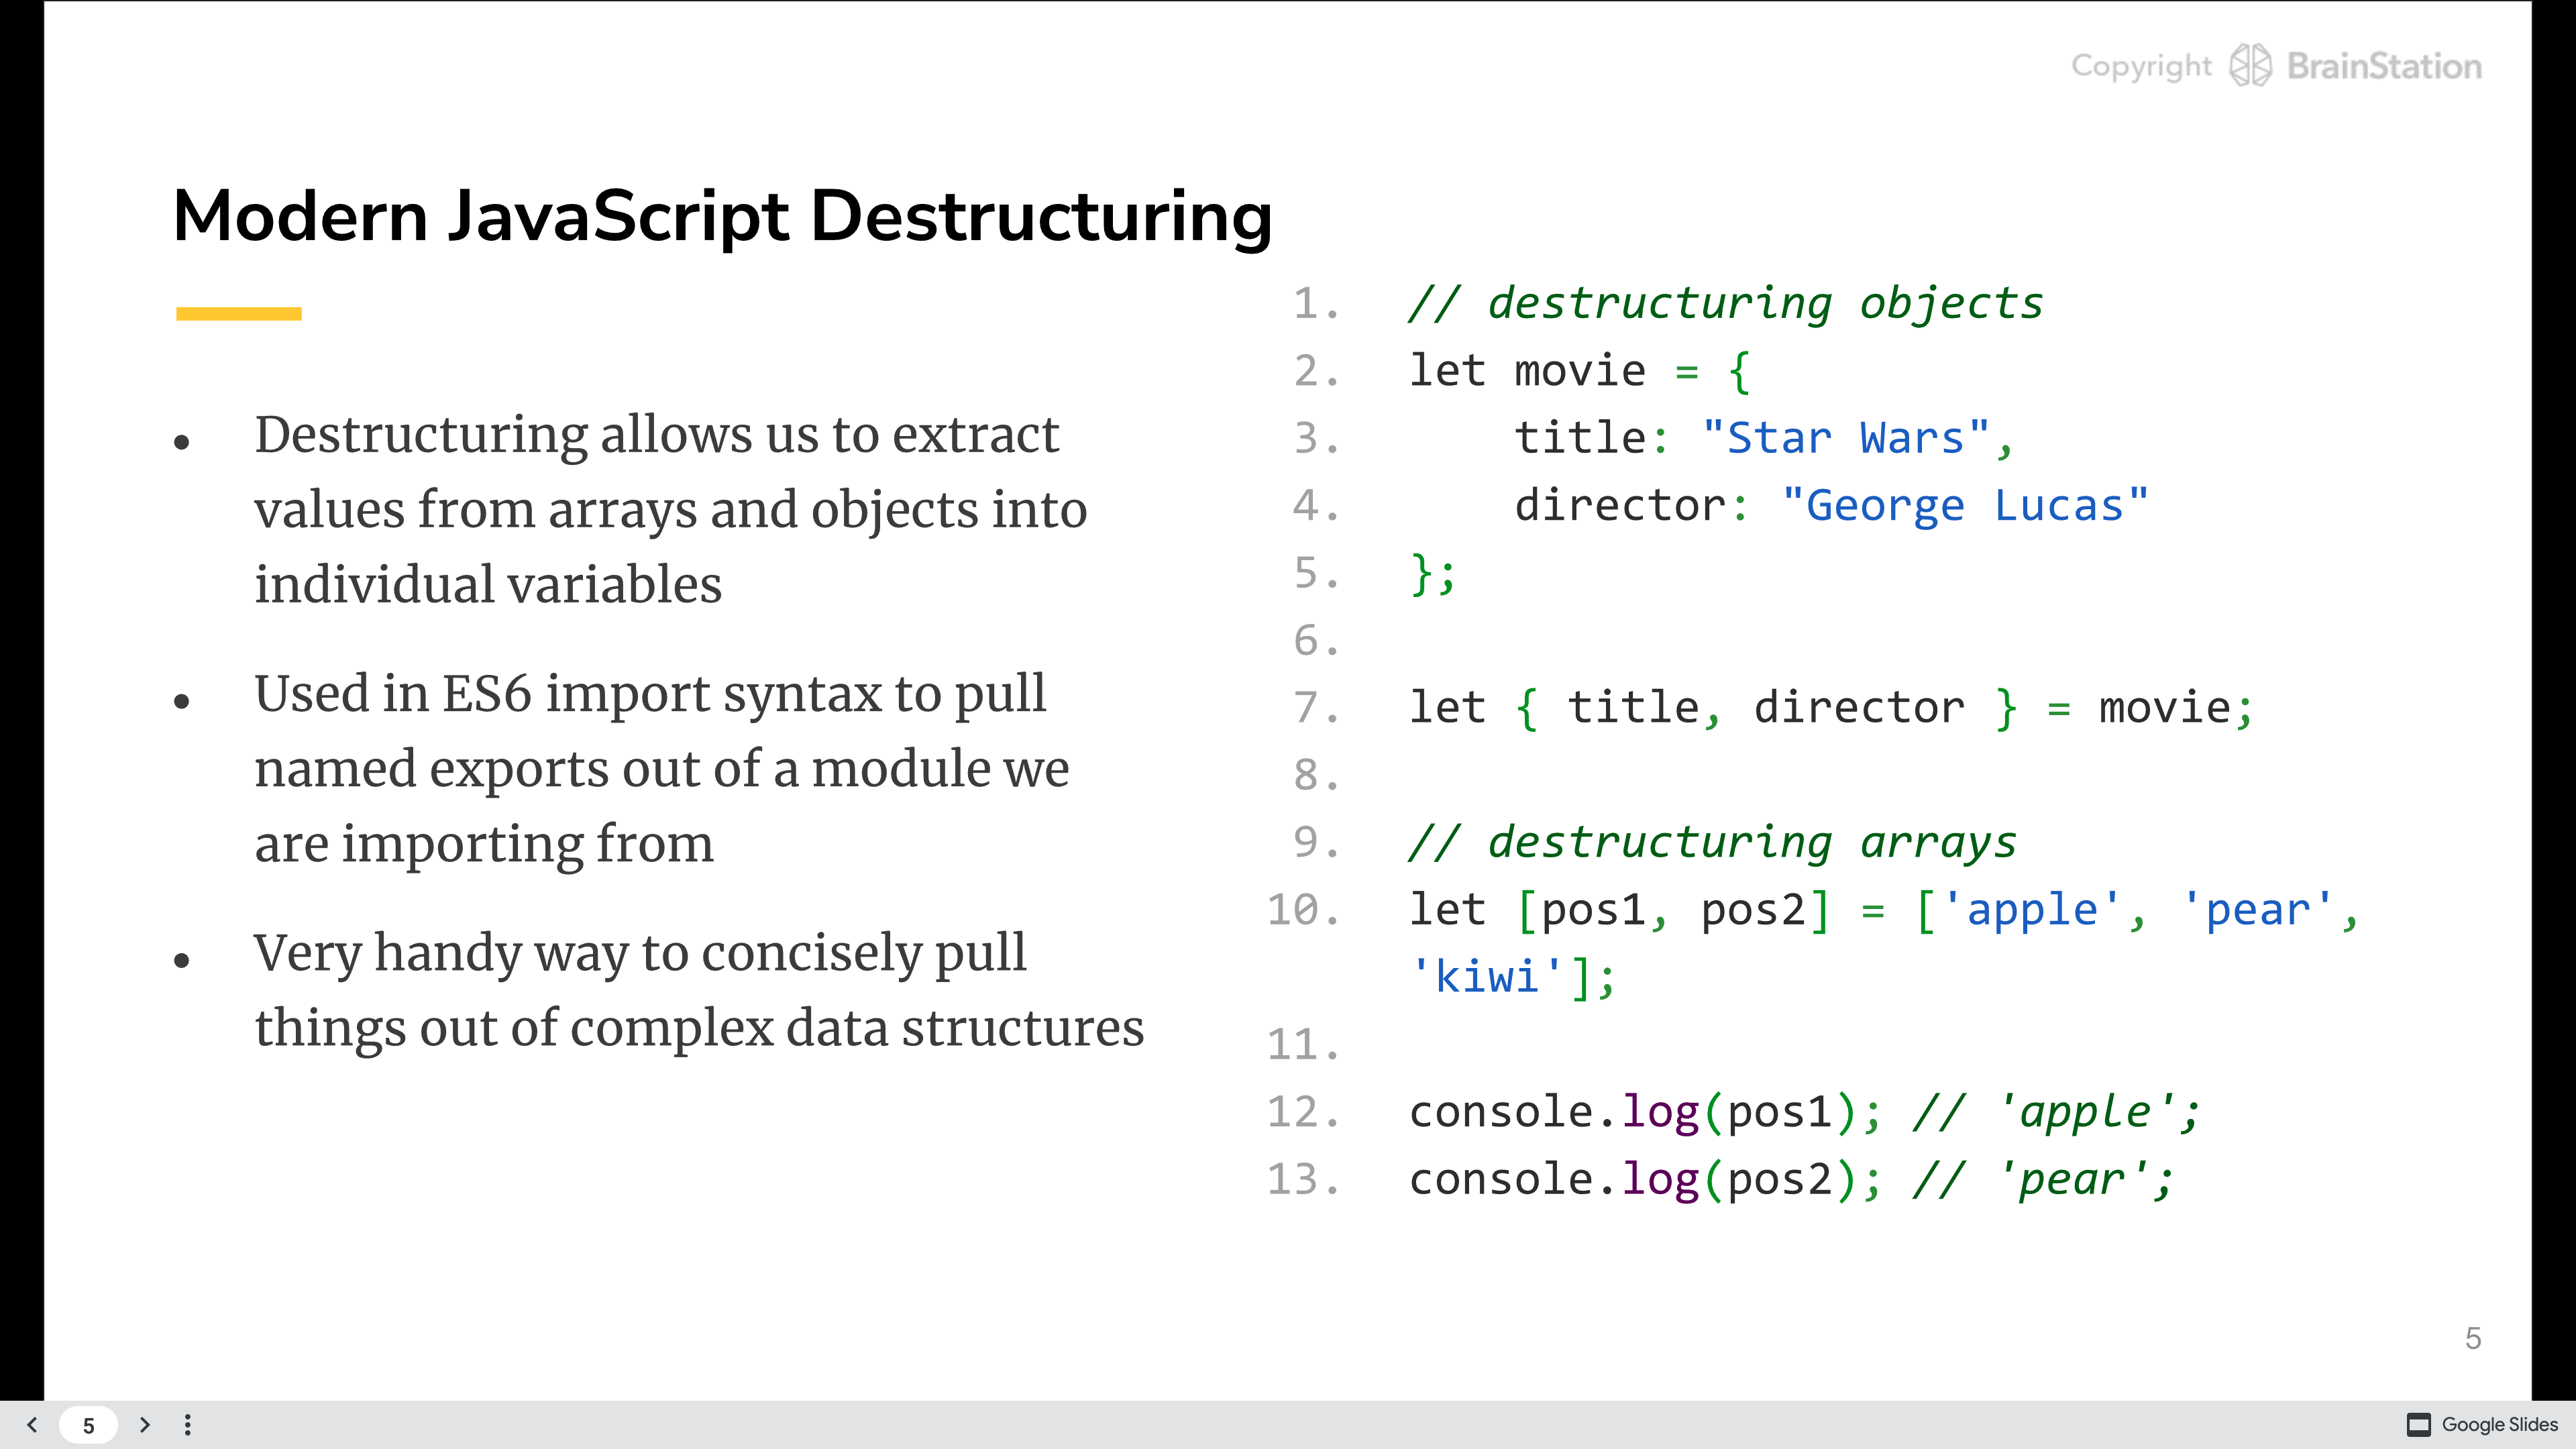 Copyright BrainStation
Modern JavaScript Destructuring
• Destructuring allows us to extract
values from arrays and objects into
individual variables
• Used in ES6 import syntax to pull
named exports out of a module we
are importing from
• Very handy way to concisely pull
things out of complex data structures
1. // destructuring objects
2. let movie = {
3.     title: "Star Wars",
4.     director: "George Lucas"
5. };
6.
7. let { title, director } = movie;
8.
9. // destructuring arrays
10. let [pos1, pos2] = ['apple', 'pear',
'kiwi'];
11.
12. console.log(pos1); // 'apple';
13. console.log(pos2); // 'pear';
5
5
Google Slides